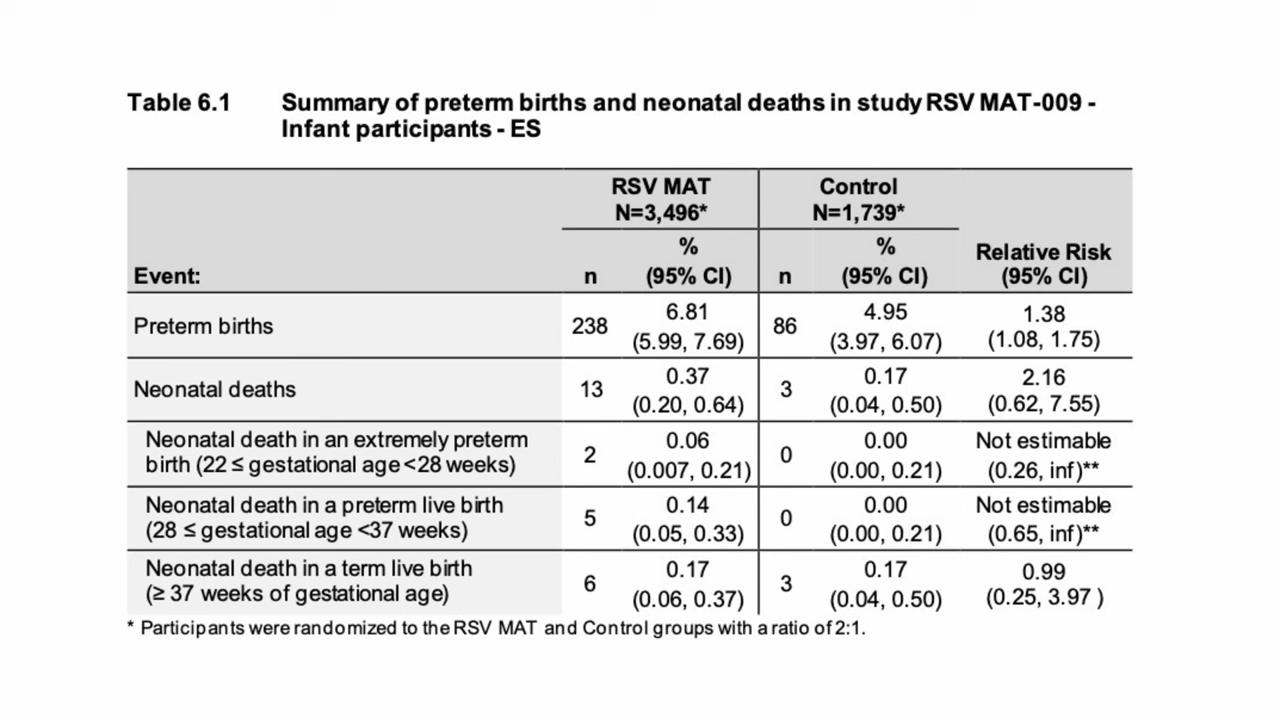 Table 6.1 Summary of preterm births and neonatal deaths in study RSV MAT-009 -
Infant participants - ES
RSV MAT Control
N=3,496* N=1,739*
% % Relative Risk
Event: n (95% CI) n (95% CI) (95% CI)
Preterm births 238 6.81 86 4.95 1.38
(5.99, 7.69) (3.97, 6.07) (1.08, 1.75)
Neonatal deaths 13 0.37 3 0.17 2.16
(0.20, 0.64) (0.04, 0.50) (0.62, 7.55)
Neonatal death in an extremely preterm 2 0.06 0 0.00 Not estimable
birth (22 ≤ gestational age <28 weeks) (0.007, 0.21) (0.00, 0.21) (0.26, inf)**
Neonatal death in a preterm live birth 5 0.14 0 0.00 Not estimable
(28 ≤ gestational age <37 weeks) (0.05, 0.33) (0.00, 0.21) (0.65, inf)**
Neonatal death in a term live birth 6 0.17 3 0.17 0.99
(≥ 37 weeks of gestational age) (0.06, 0.37) (0.04, 0.50) (0.25, 3.97 )
* Participants were randomized to the RSV MAT and Control groups with a ratio of 2:1.